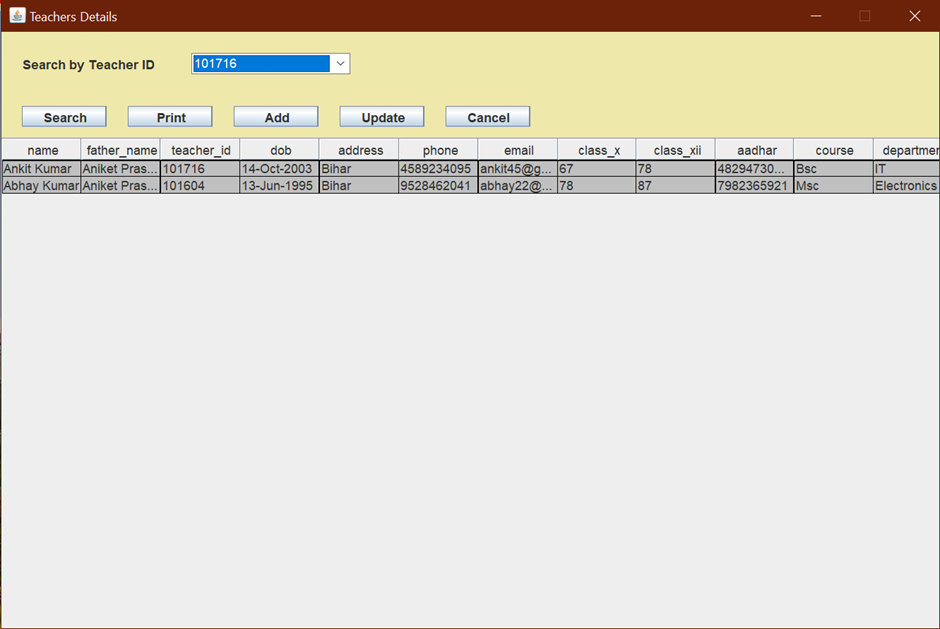 Teachers Details
Search by Teacher ID 101716
Search Print Add Update Cancel
name father_name teacher_id dob address phone email class_x class_xii aadhar course departmen
Ankit Kumar Aniket Pras... 101716 14-Oct-2003 Bihar 4589234095 ankit45@g... 67 78 48294730... Bsc IT
Abhay Kumar Aniket Pras... 101604 13-Jun-1995 Bihar 9528462041 abhay22@... 78 87 7982365921 Msc Electronics